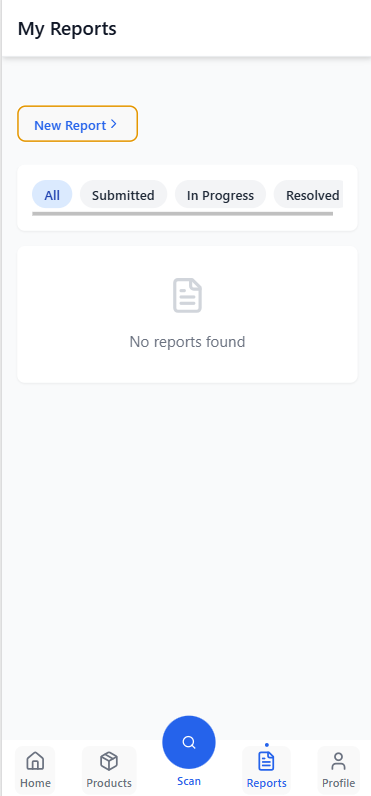 My Reports
New Report
All Submitted In Progress Resolved
No reports found
Home Products Scan Reports Profile